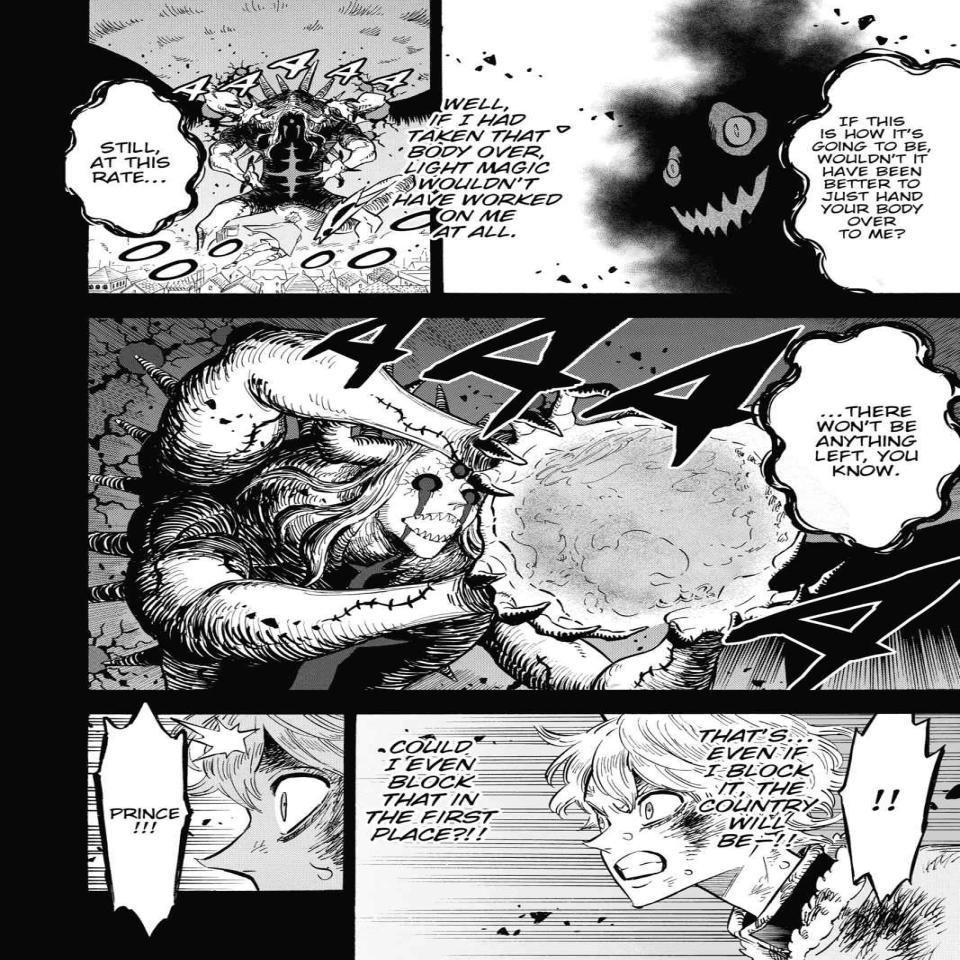 IF THIS
IS HOW IT'S
GOING TO BE,
WOULDN'T IT
HAVE BEEN
BETTER TO
JUST HAND
YOUR BODY
OVER
TO ME?
WELL,
IF I HAD
TAKEN THAT
BODY OVER,
LIGHT MAGIC
WOULDN'T
HAVE WORKED
ON ME
AT ALL.
STILL,
AT THIS
RATE...
...THERE
WON'T BE
ANYTHING
LEFT, YOU
KNOW.
!!
THAT'S...
EVEN IF
I BLOCK
IT, THE
COUNTRY
WILL
BE—!!
COULD
I EVEN
BLOCK
THAT IN
THE FIRST
PLACE?!!
PRINCE
!!!